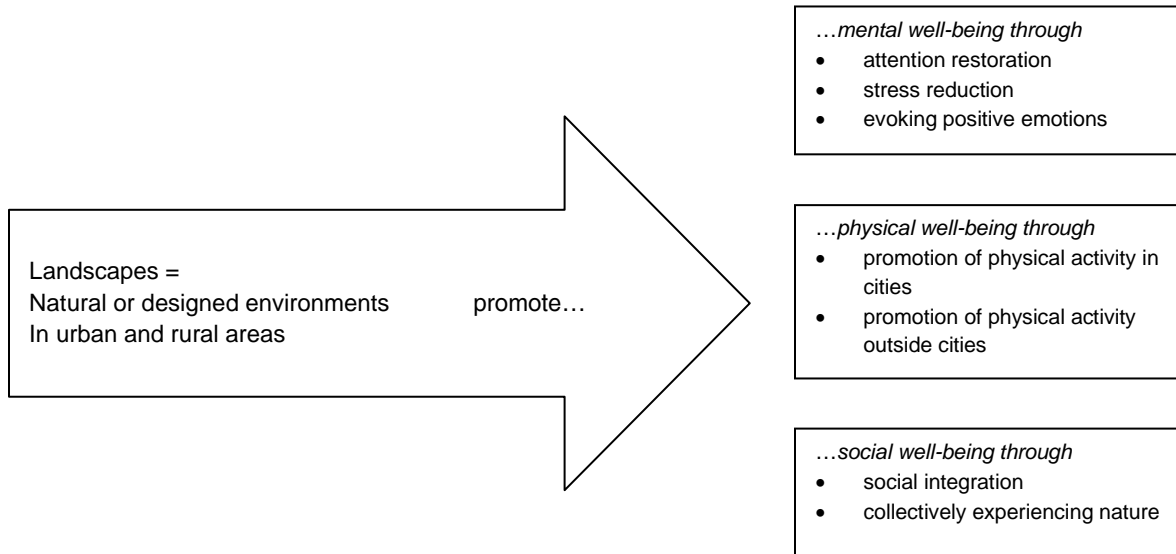 Landscapes =
Natural or designed environments promote…
In urban and rural areas
…mental well-being through
• attention restoration
• stress reduction
• evoking positive emotions
…physical well-being through
• promotion of physical activity in
cities
• promotion of physical activity
outside cities
…social well-being through
• social integration
• collectively experiencing nature